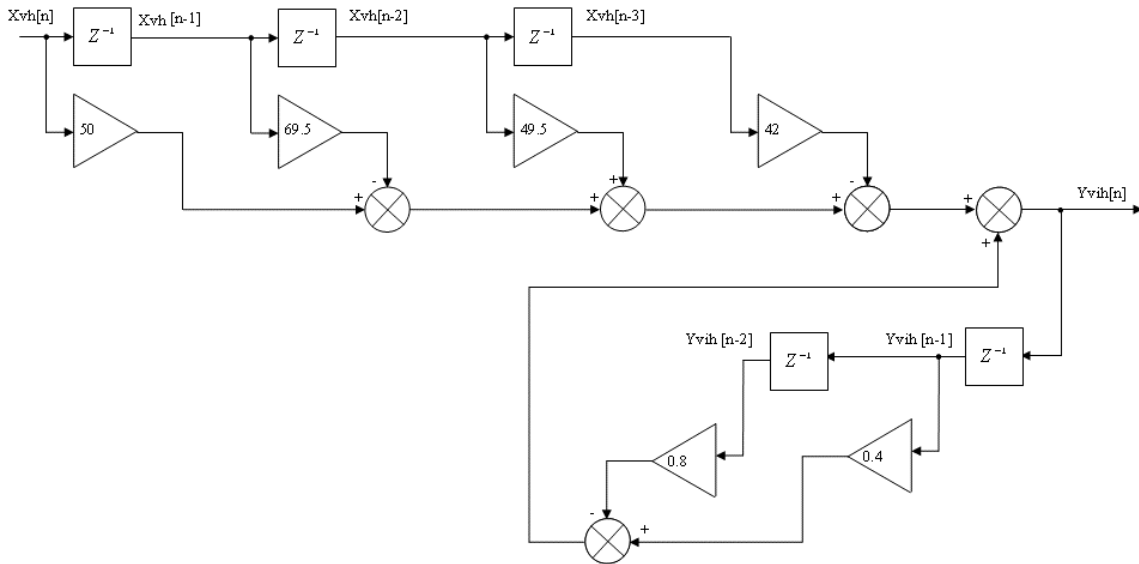 Xvh[n]
Xvh [n-1]
Xvh[n-2]
Xvh[n-3]
Z⁻¹
Z⁻¹
Z⁻¹
50
69.5
49.5
42
-
+
+
-
+
+
+
+
Yvih[n]
+
Yvih [n-2]
Yvih [n-1]
Z⁻¹
Z⁻¹
0.8
0.4
-
+